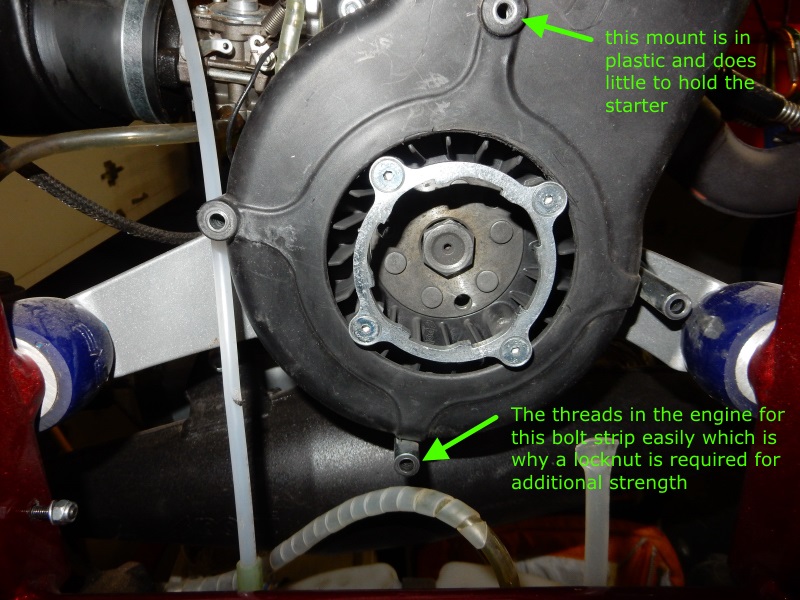 this mount is in
plastic and does
little to hold the
starter
The threads in the engine for
this bolt strip easily which is
why a locknut is required for
additional strength